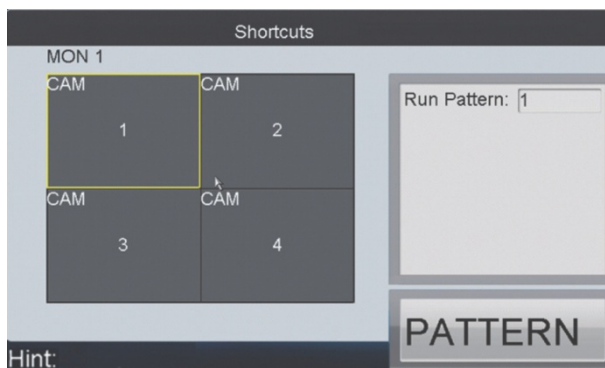 Shortcuts
MON 1
CAM
1
CAM
2
CAM
3
CAM
4
Run Pattern: 1
PATTERN
Hint: